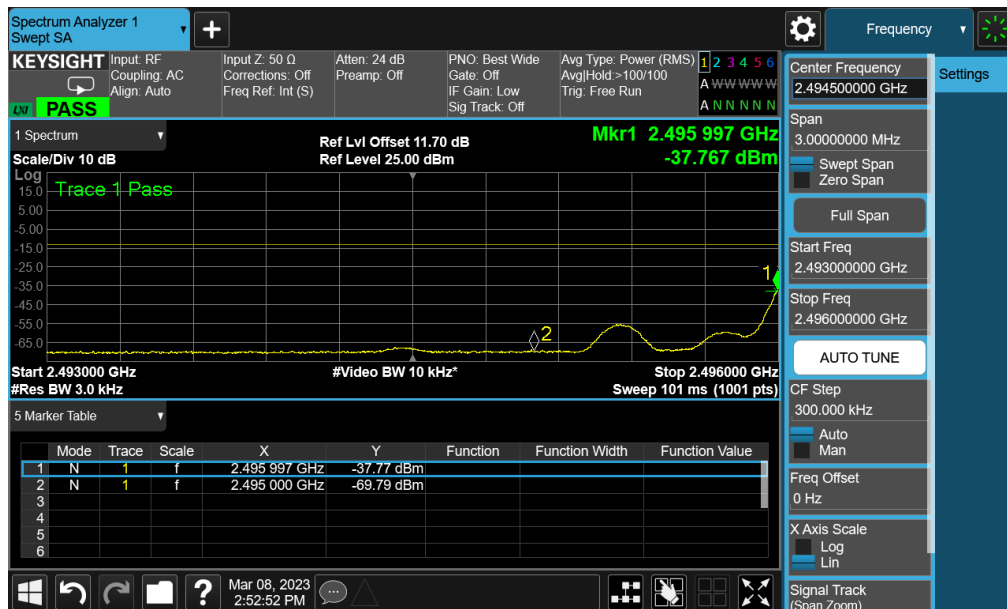 Spectrum Analyzer 1
Swept SA
+
Frequency
KEYSIGHT
LXI PASS
Input: RF
Coupling: AC
Align: Auto
Input Z: 50 Ω
Corrections: Off
Freq Ref: Int (S)
Atten: 24 dB
Preamp: Off
PNO: Best Wide
Gate: Off
IF Gain: Low
Sig Track: Off
Avg Type: Power (RMS)
Avg|Hold:>100/100
Trig: Free Run
1 2 3 4 5 6
A W W W W W
A N N N N N
1 Spectrum
Scale/Div 10 dB
Ref Lvl Offset 11.70 dB
Ref Level 25.00 dBm
Mkr1 2.495 997 GHz
-37.767 dBm
Log
Trace 1 Pass
15.0
5.00
-5.00
-15.0
-25.0
-35.0
-45.0
-55.0
-65.0
1
2
Start 2.493000 GHz
#Res BW 3.0 kHz
#Video BW 10 kHz*
Stop 2.496000 GHz
Sweep 101 ms (1001 pts)
5 Marker Table
Mode Trace Scale X Y Function Function Width Function Value
1 N 1 f 2.495 997 GHz -37.77 dBm
2 N 1 f 2.495 000 GHz -69.79 dBm
3
4
5
6
?
Mar 08, 2023
2:52:52 PM
Center Frequency
2.494500000 GHz
Span
3.00000000 MHz
Swept Span
Zero Span
Full Span
Start Freq
2.493000000 GHz
Stop Freq
2.496000000 GHz
AUTO TUNE
CF Step
300.000 kHz
Auto
Man
Freq Offset
0 Hz
X Axis Scale
Log
Lin
Signal Track
(Span Zoom)
Settings